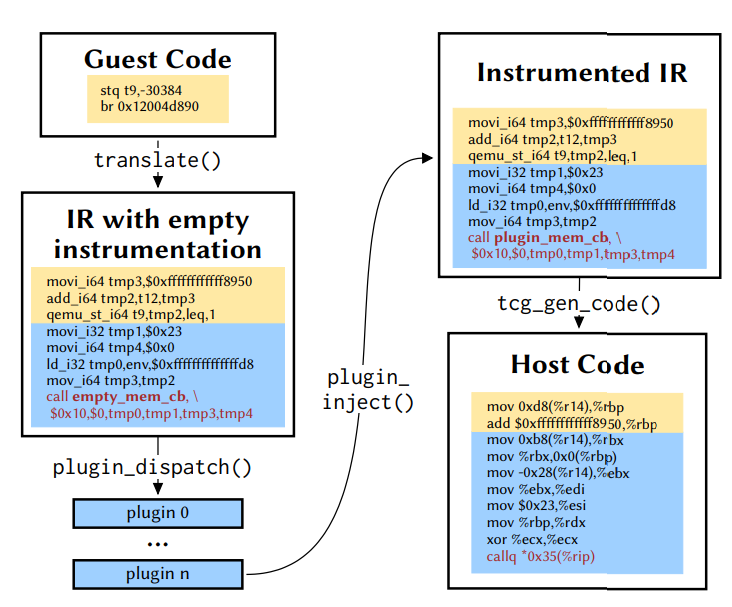 Guest Code
stq t9,-30384
br 0x12004d890
translate()
IR with empty
instrumentation
movi_i64 tmp3,$0xffffffffffff8950
add_i64 tmp2,t12,tmp3
qemu_st_i64 t9,tmp2,leq,1
movi_i32 tmp1,$0x23
movi_i64 tmp4,$0x0
ld_i32 tmp0,env,$0xffffffffffffffd8
mov_i64 tmp3,tmp2
call empty_mem_cb, \
$0x10,$0,tmp0,tmp1,tmp3,tmp4
plugin_dispatch()
plugin 0
...
plugin n
plugin_
inject()
Instrumented IR
movi_i64 tmp3,$0xffffffffffff8950
add_i64 tmp2,t12,tmp3
qemu_st_i64 t9,tmp2,leq,1
movi_i32 tmp1,$0x23
movi_i64 tmp4,$0x0
ld_i32 tmp0,env,$0xffffffffffffffd8
mov_i64 tmp3,tmp2
call plugin_mem_cb, \
$0x10,$0,tmp0,tmp1,tmp3,tmp4
tcg_gen_code()
Host Code
mov 0xd8(%r14),%rbp
add $0xffffffffffff8950,%rbp
mov 0xb8(%r14),%rbx
mov %rbx,0x0(%rbp)
mov -0x28(%r14),%ebx
mov %ebx,%edi
mov $0x23,%esi
mov %rbp,%rdx
xor %ecx,%ecx
callq *0x35(%rip)